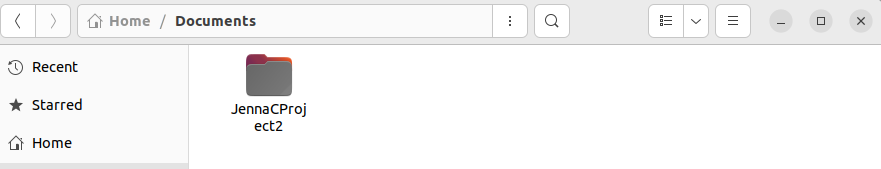 Home / Documents
Recent
Starred
Home
JennaCProj
ect2